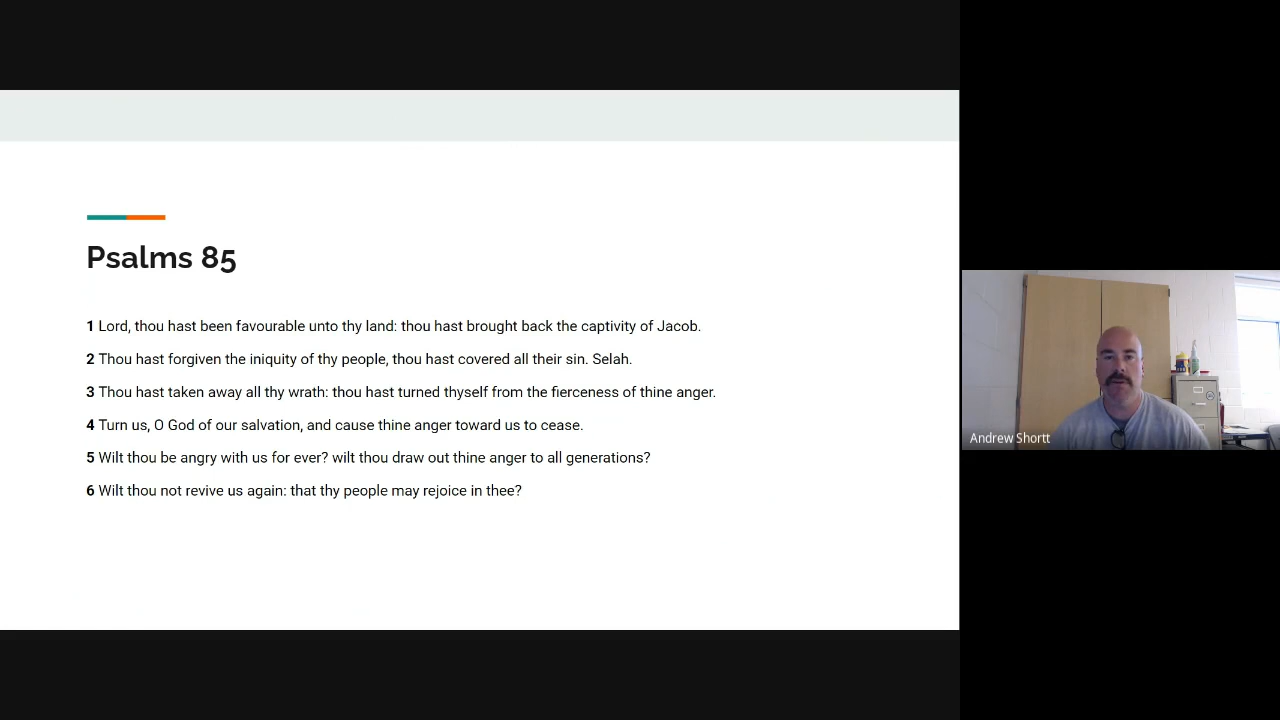 Psalms 85
1 Lord, thou hast been favourable unto thy land: thou hast brought back the captivity of Jacob.
2 Thou hast forgiven the iniquity of thy people, thou hast covered all their sin. Selah.
3 Thou hast taken away all thy wrath: thou hast turned thyself from the fierceness of thine anger.
4 Turn us, O God of our salvation, and cause thine anger toward us to cease.
5 Wilt thou be angry with us for ever? wilt thou draw out thine anger to all generations?
6 Wilt thou not revive us again: that thy people may rejoice in thee?
Andrew Shortt